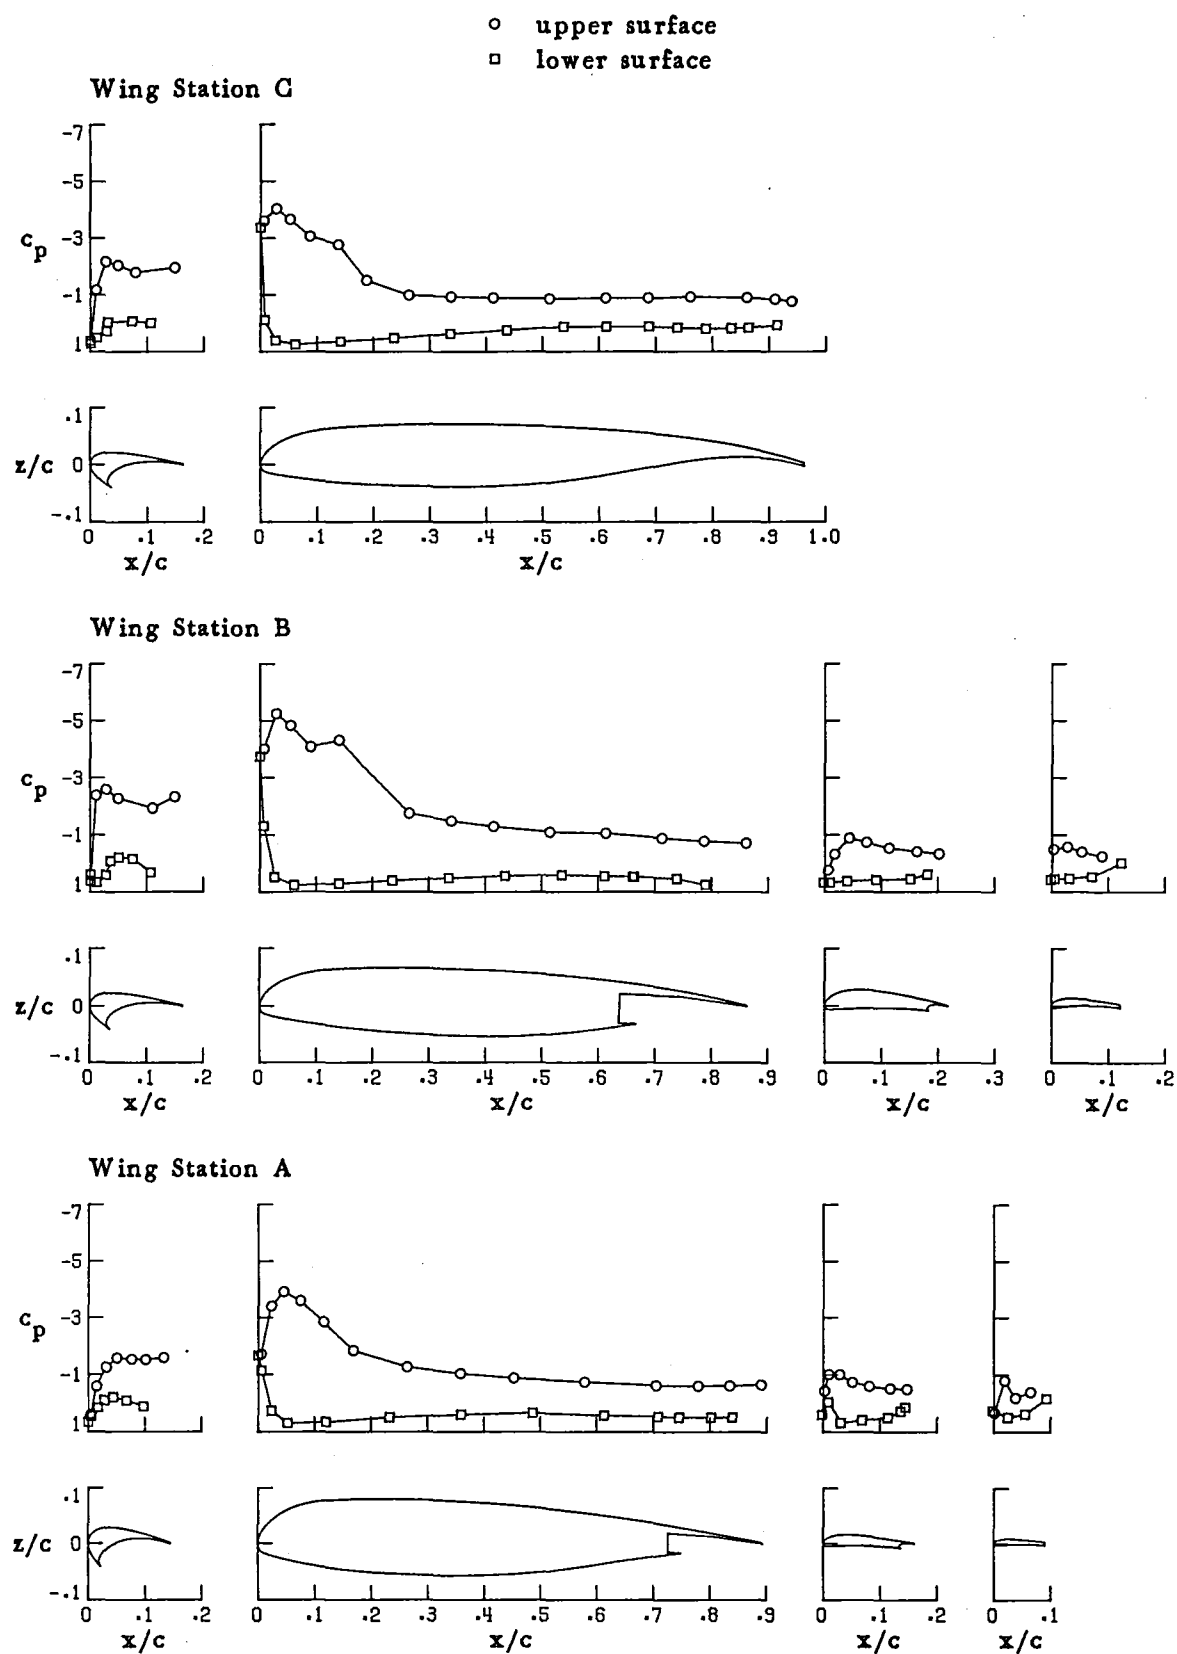 upper surface
lower surface
Wing Station C
-7
-5
-3
-1
1
c_p
.1
0
-.1
z/c
0 .1 .2
x/c
0 .1 .2 .3 .4 .5 .6 .7 .8 .9 1.0
x/c
Wing Station B
-7
-5
-3
-1
1
c_p
.1
0
-.1
z/c
0 .1 .2
x/c
0 .1 .2 .3 .4 .5 .6 .7 .8 .9
x/c
0 .1 .2 .3
x/c
0 .1 .2
x/c
Wing Station A
-7
-5
-3
-1
1
c_p
.1
0
-.1
z/c
0 .1 .2
x/c
0 .1 .2 .3 .4 .5 .6 .7 .8 .9
x/c
0 .1 .2
x/c
0 .1
x/c